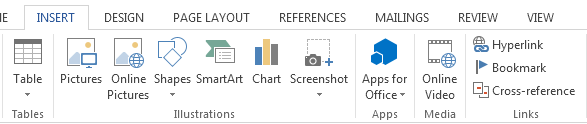 E INSERT DESIGN PAGE LAYOUT REFERENCES MAILINGS REVIEW VIEW
Table
Pictures
Online
Pictures
Shapes
SmartArt
Chart
Screenshot
Apps for
Office
Online
Video
Hyperlink
Bookmark
Cross-reference
Tables Illustrations Apps Media Links